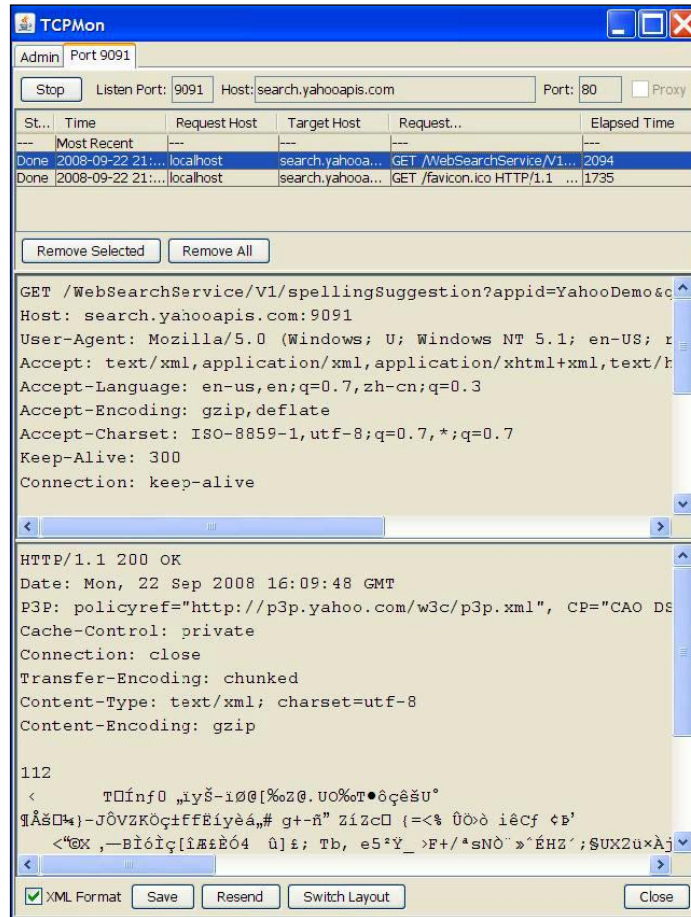 TCPMon
Admin Port 9091
Stop Listen Port: 9091 Host: search.yahooapis.com Port: 80 Proxy
St... Time Request Host Target Host Request... Elapsed Time
--- Most Recent --- --- --- ---
Done 2008-09-22 21:... localhost search.yahooa... GET /WebSearchService/V1... 2094
Done 2008-09-22 21:... localhost search.yahooa... GET /favicon.ico HTTP/1.1 ... 1735
Remove Selected Remove All
GET /WebSearchService/V1/spellingSuggestion?appid=YahooDemo&q
Host: search.yahooapis.com:9091
User-Agent: Mozilla/5.0 (Windows; U; Windows NT 5.1; en-US; r
Accept: text/xml,application/xml,application/xhtml+xml,text/h
Accept-Language: en-us,en;q=0.7,zh-cn;q=0.3
Accept-Encoding: gzip,deflate
Accept-Charset: ISO-8859-1,utf-8;q=0.7,*;q=0.7
Keep-Alive: 300
Connection: keep-alive
HTTP/1.1 200 OK
Date: Mon, 22 Sep 2008 16:09:48 GMT
P3P: policyref="http://p3p.yahoo.com/w3c/p3p.xml", CP="CAO DS
Cache-Control: private
Connection: close
Transfer-Encoding: chunked
Content-Type: text/xml; charset=utf-8
Content-Encoding: gzip
112
XML Format Save Resend Switch Layout Close